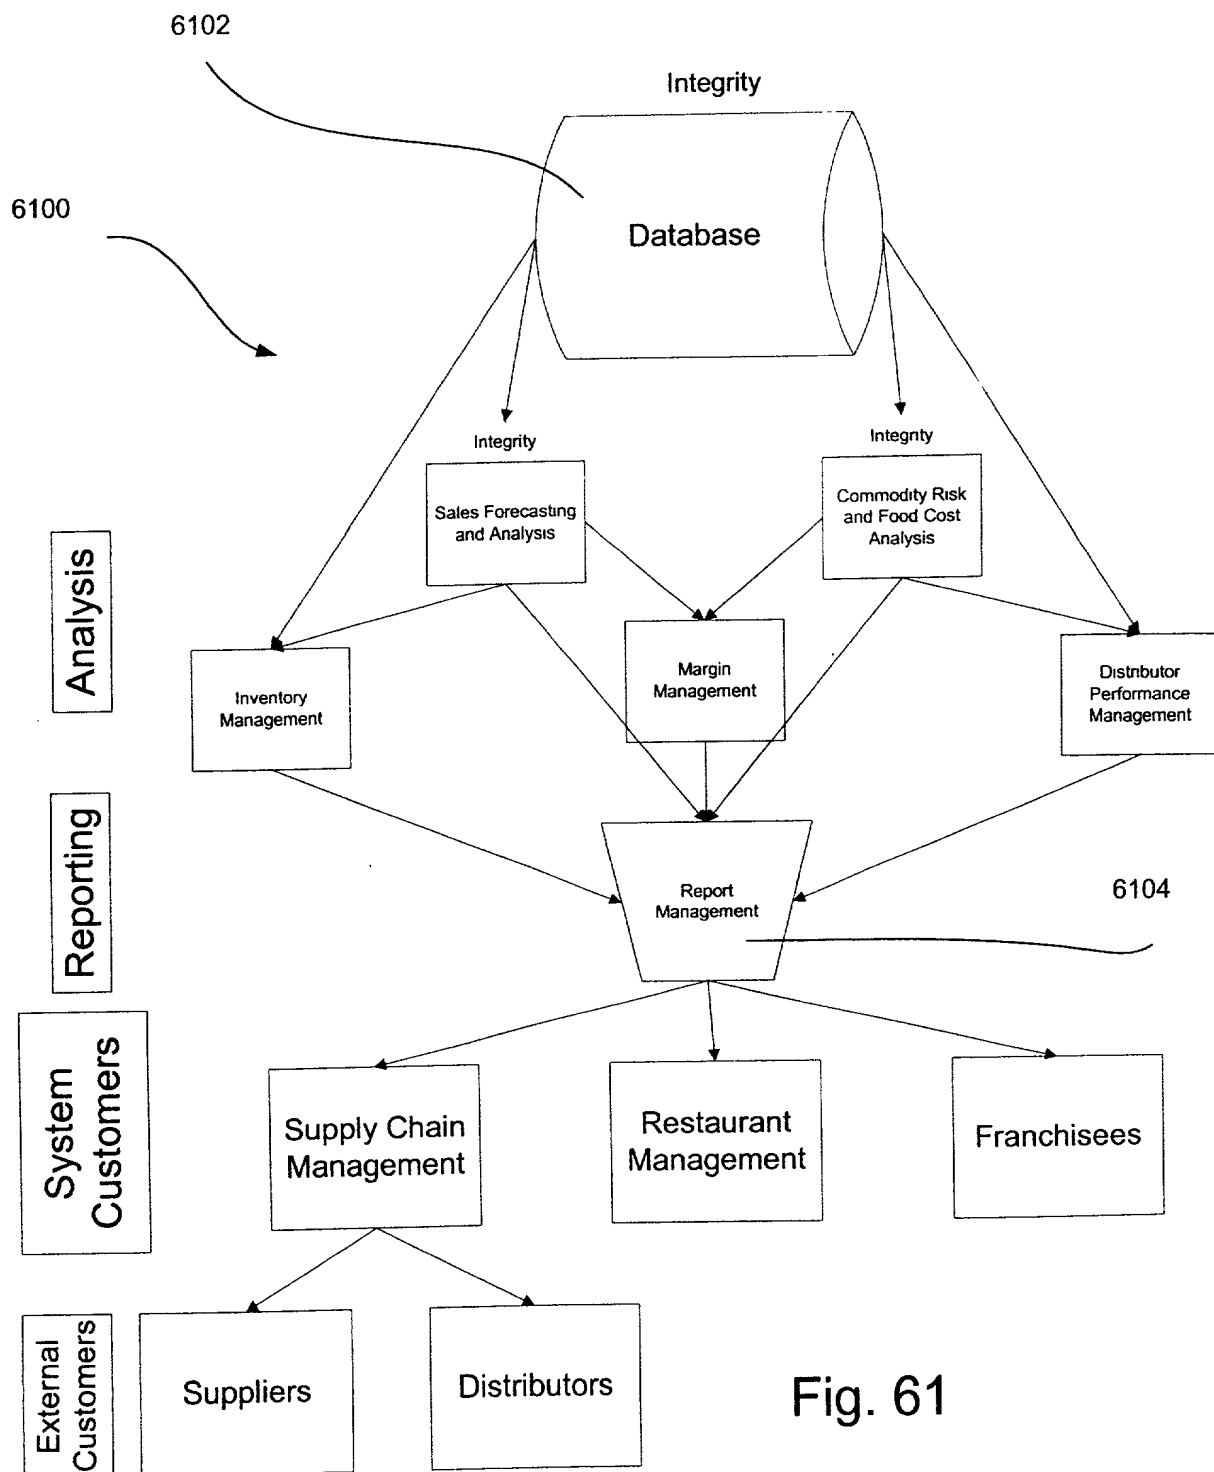 6102
Integrity
6100
Database
Integrity
Integrity
Sales Forecasting
and Analysis
Commodity Risk
and Food Cost
Analysis
Analysis
Inventory
Management
Margin
Management
Distributor
Performance
Management
Reporting
Report
Management
6104
System
Customers
Supply Chain
Management
Restaurant
Management
Franchisees
External
Customers
Suppliers
Distributors
Fig. 61